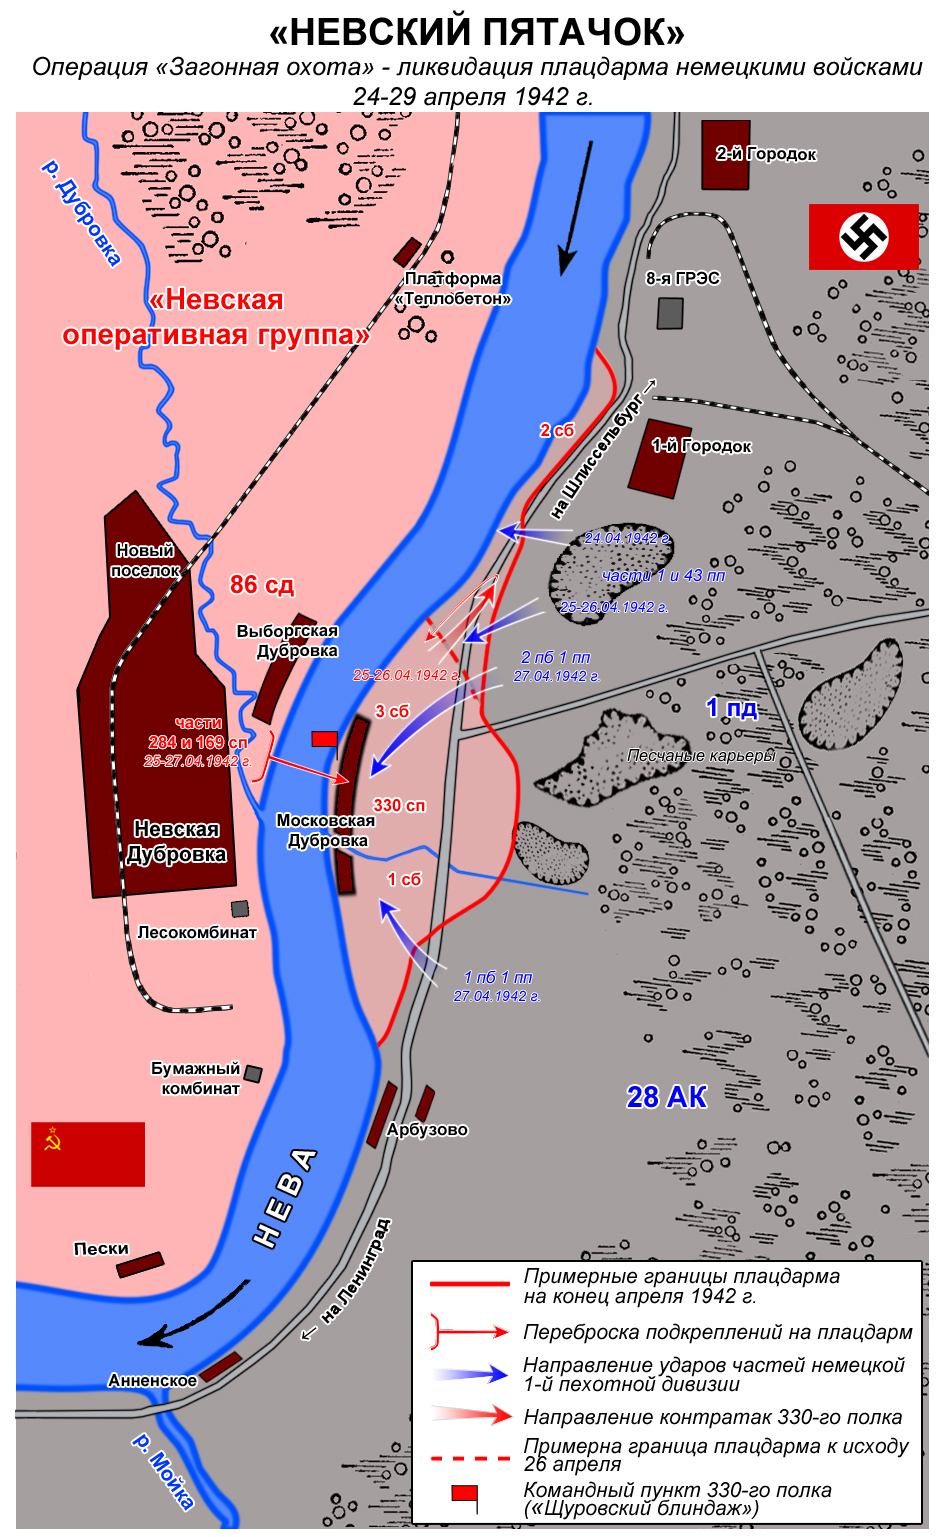 «НЕВСКИЙ ПЯТАЧОК»
Операция «Загонная охота» - ликвидация плацдарма немецкими войсками
24-29 апреля 1942 г.
2-й Городок
р. Дубровка
8-я ГРЭС
Платформа
«Теплобетон»
«Невская
оперативная группа»
на Шлиссельбург →
2 сб
1-й Городок
24.04.1942 г.
Новый
поселок
86 сд
части 1 и 43 пп
25-26.04.1942 г.
Выборгская
Дубровка
2 пб 1 пп
27.04.1942 г.
25-26.04.1942 г.
3 сб
1 пд
части
284 и 169 сп
25-27.04.1942 г.
Песчаные карьеры
330 сп
Московская
Дубровка
Невская
Дубровка
1 сб
Лесокомбинат
1 пб 1 пп
27.04.1942 г.
Бумажный
комбинат
28 АК
Арбузово
НЕВА
Пески
← на Ленинград
Анненское
р. Мойка
Примерные границы плацдарма
на конец апреля 1942 г.
Переброска подкреплений на плацдарм
Направление ударов частей немецкой
1-й пехотной дивизии
Направление контратак 330-го полка
Примерна граница плацдарма к исходу
26 апреля
Командный пункт 330-го полка
(«Щуровский блиндаж»)